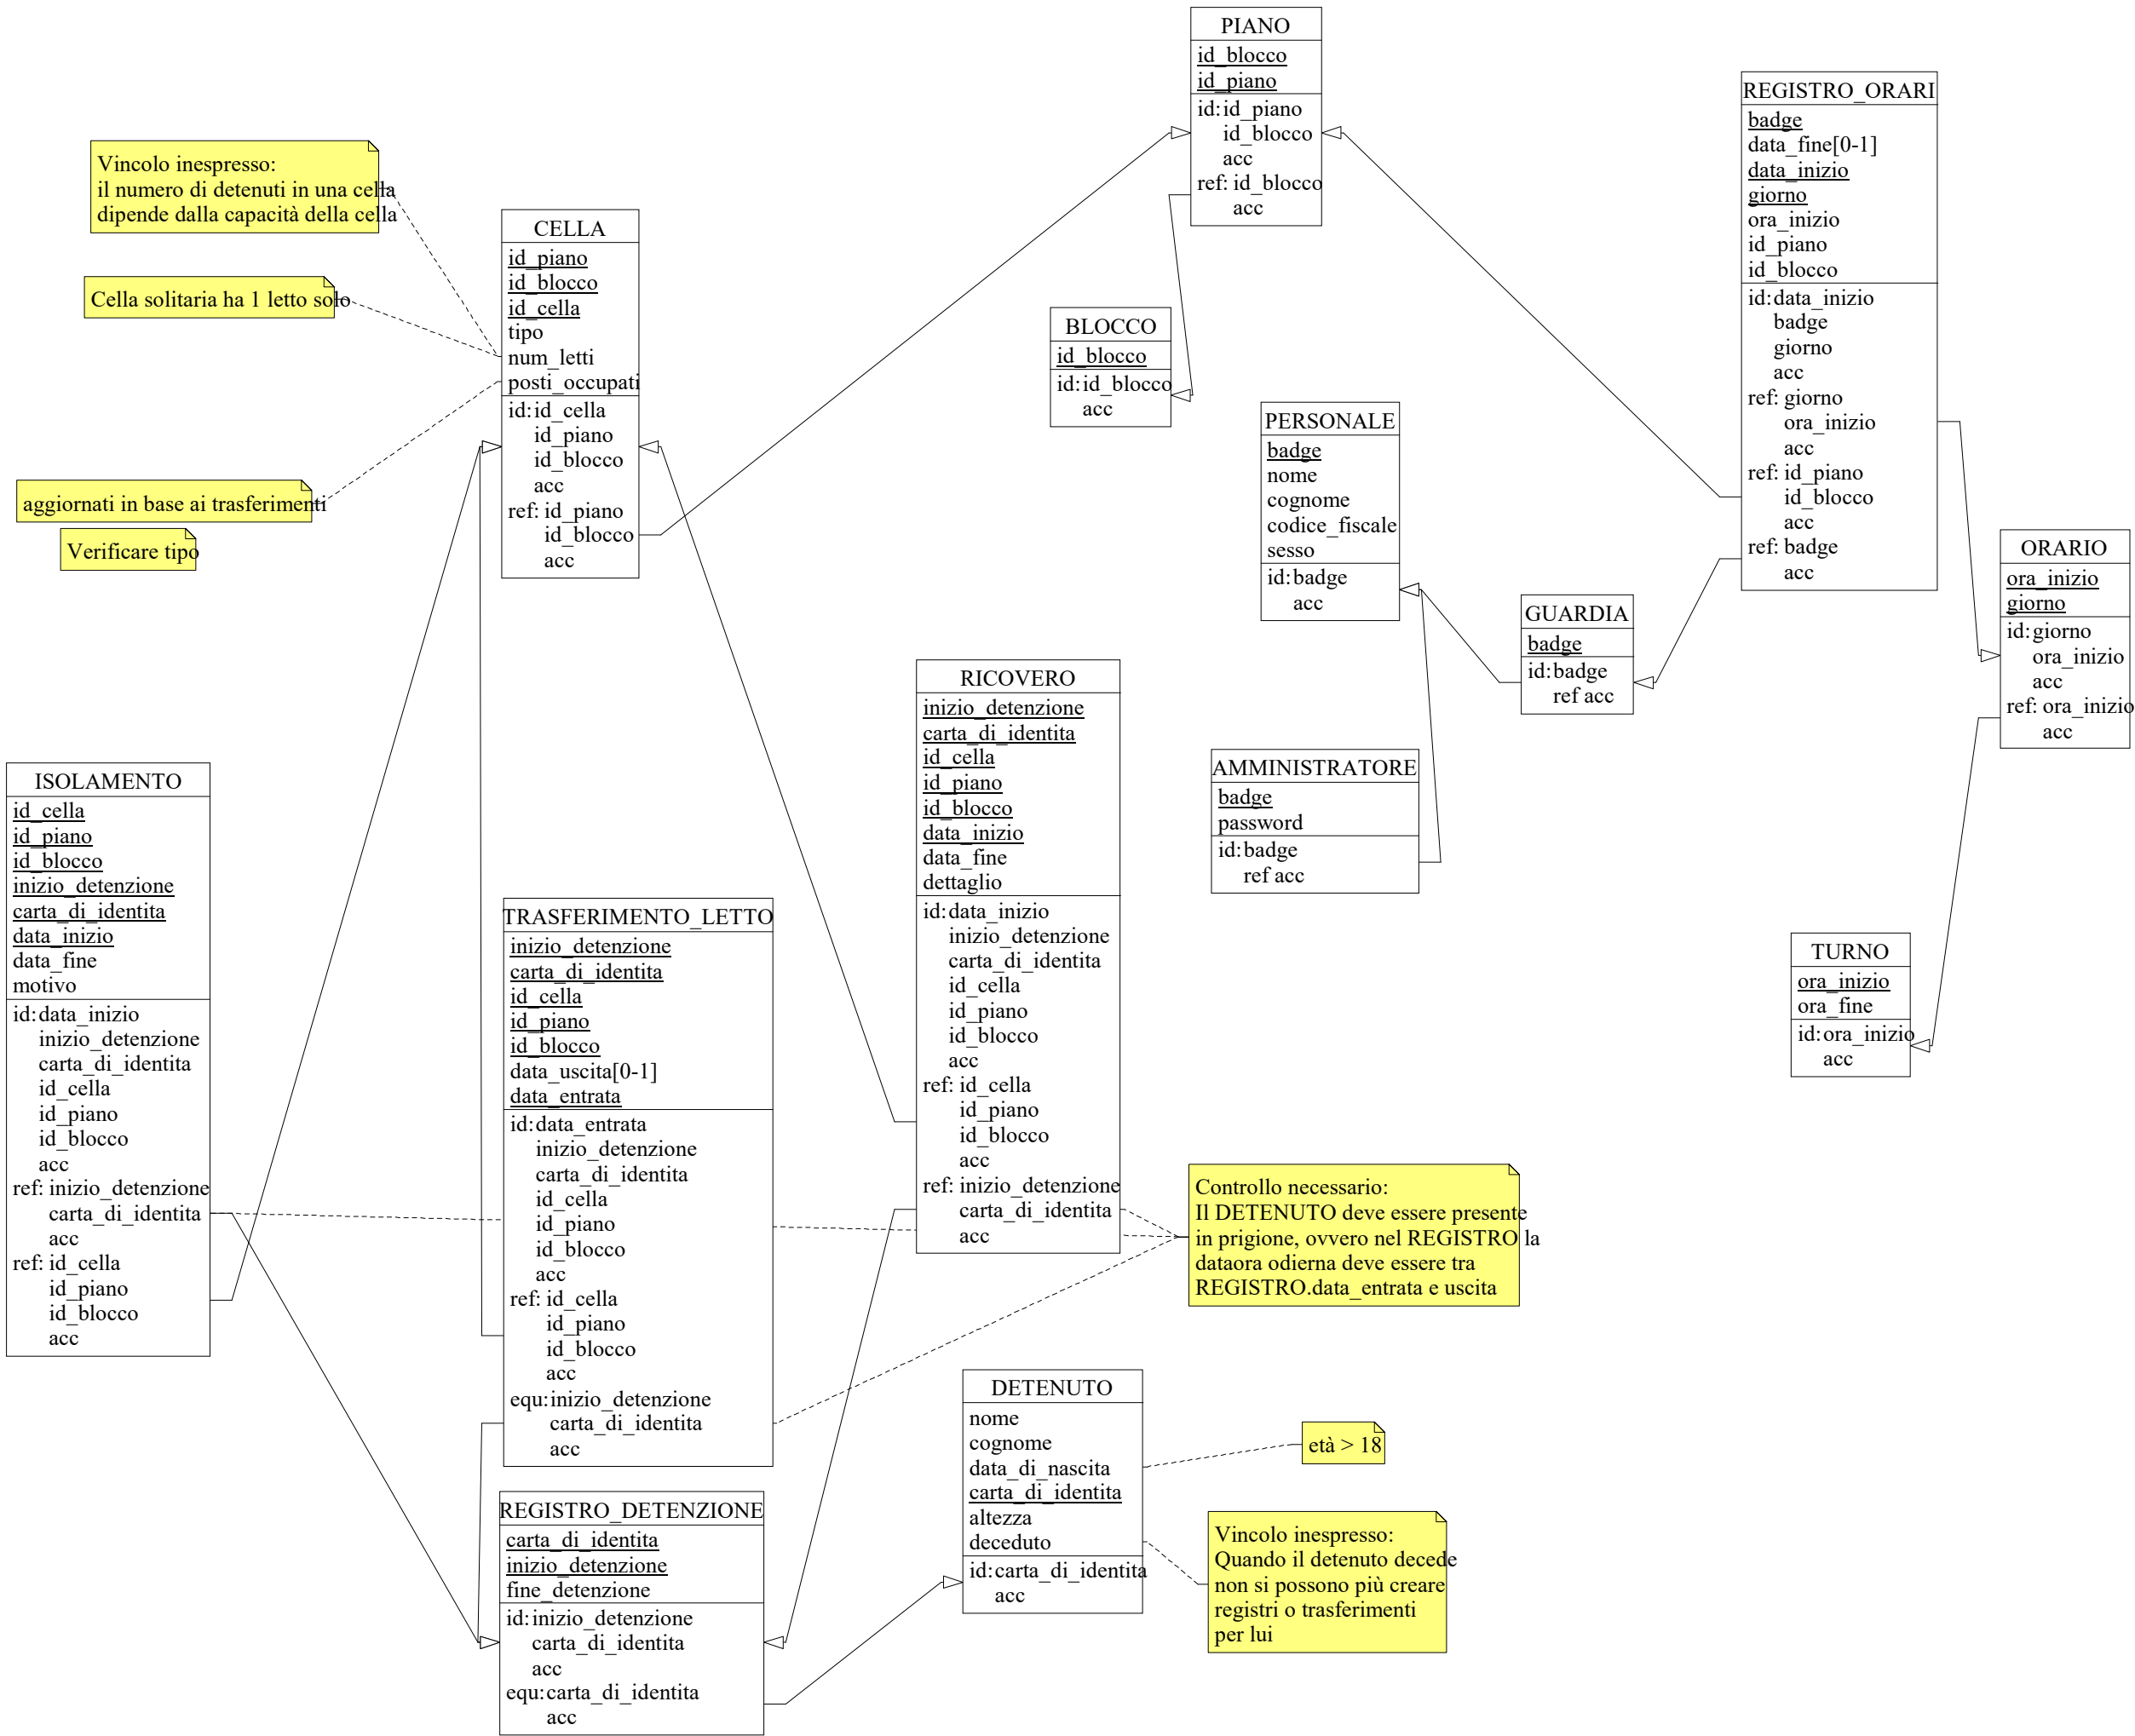 PIANO
id_blocco
id_piano
id:id_piano
id_blocco
acc
ref: id_blocco
acc
REGISTRO_ORARI
badge
data_fine[0-1]
data_inizio
giorno
ora_inizio
id_piano
id_blocco
id:data_inizio
badge
giorno
acc
ref: giorno
ora_inizio
acc
ref: id_piano
id_blocco
acc
ref: badge
acc
Vincolo inespresso:
il numero di detenuti in una cella
dipende dalla capacità della cella
Cella solitaria ha 1 letto solo
aggiornati in base ai trasferimenti
Verificare tipo
CELLA
id_piano
id_blocco
id_cella
tipo
num_letti
posti_occupati
id:id_cella
id_piano
id_blocco
acc
ref: id_piano
id_blocco
acc
BLOCCO
id_blocco
id:id_blocco
acc
PERSONALE
badge
nome
cognome
codice_fiscale
sesso
id:badge
acc
GUARDIA
badge
id:badge
ref acc
ORARIO
ora_inizio
giorno
id:giorno
ora_inizio
acc
ref: ora_inizio
acc
AMMINISTRATORE
badge
password
id:badge
ref acc
TURNO
ora_inizio
ora_fine
id:ora_inizio
acc
RICOVERO
inizio_detenzione
carta_di_identita
id_cella
id_piano
id_blocco
data_inizio
data_fine
dettaglio
id:data_inizio
inizio_detenzione
carta_di_identita
id_cella
id_piano
id_blocco
acc
ref: id_cella
id_piano
id_blocco
acc
ref: inizio_detenzione
carta_di_identita
acc
ISOLAMENTO
id_cella
id_piano
id_blocco
inizio_detenzione
carta_di_identita
data_inizio
data_fine
motivo
id:data_inizio
inizio_detenzione
carta_di_identita
id_cella
id_piano
id_blocco
acc
ref: inizio_detenzione
carta_di_identita
acc
ref: id_cella
id_piano
id_blocco
acc
TRASFERIMENTO_LETTO
inizio_detenzione
carta_di_identita
id_cella
id_piano
id_blocco
data_uscita[0-1]
data_entrata
id:data_entrata
inizio_detenzione
carta_di_identita
id_cella
id_piano
id_blocco
acc
ref: id_cella
id_piano
id_blocco
acc
equ:inizio_detenzione
carta_di_identita
acc
Controllo necessario:
Il DETENUTO deve essere presente
in prigione, ovvero nel REGISTRO la
dataora odierna deve essere tra
REGISTRO.data_entrata e uscita
DETENUTO
nome
cognome
data_di_nascita
carta_di_identita
altezza
deceduto
id:carta_di_identita
acc
età > 18
Vincolo inespresso:
Quando il detenuto decede
non si possono più creare
registri o trasferimenti
per lui
REGISTRO_DETENZIONE
carta_di_identita
inizio_detenzione
fine_detenzione
id:inizio_detenzione
carta_di_identita
acc
equ:carta_di_identita
acc